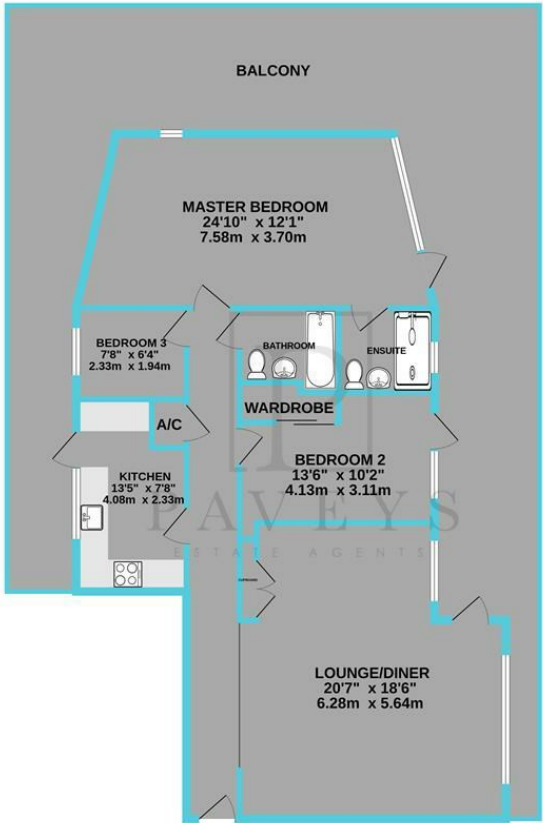 BALCONY
MASTER BEDROOM
24'10" x 12'1"
7.58m x 3.70m
BEDROOM 3
7'8" x 6'4"
2.33m x 1.94m
BATHROOM
ENSUITE
WARDROBE
A/C
BEDROOM 2
13'6" x 10'2"
4.13m x 3.11m
KITCHEN
13'5" x 7'8"
4.08m x 2.33m
PAVEYS
ESTATE AGENTS
LOUNGE/DINER
20'7" x 18'6"
6.28m x 5.64m